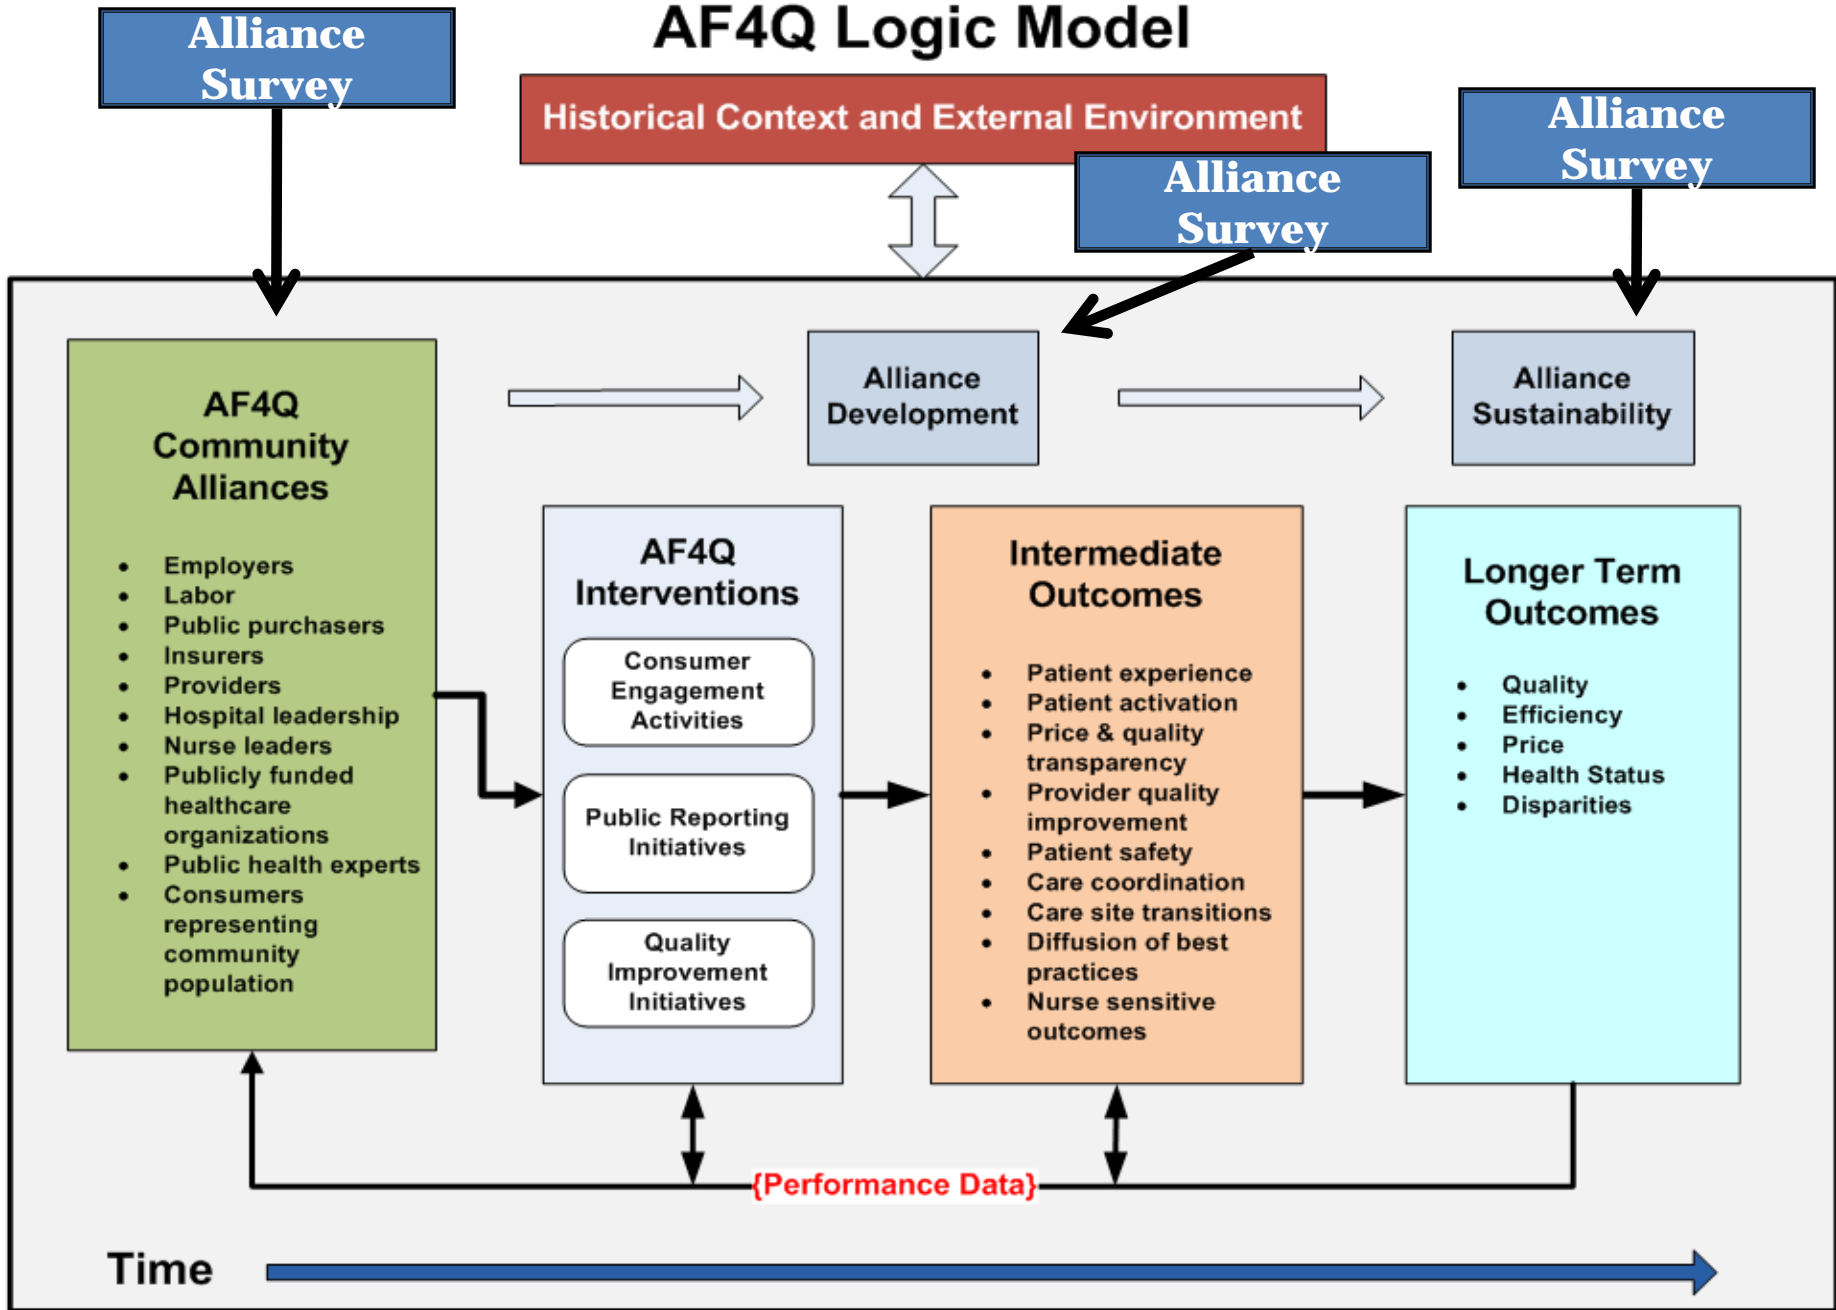 AF4Q Logic Model
Alliance
Survey
Historical Context and External Environment
Alliance
Survey
Alliance
Survey
AF4Q
Community
Alliances
• Employers
• Labor
• Public purchasers
• Insurers
• Providers
• Hospital leadership
• Nurse leaders
• Publicly funded
healthcare
organizations
• Public health experts
• Consumers
representing
community
population
Alliance
Development
Alliance
Sustainability
AF4Q
Interventions
Consumer
Engagement
Activities
Public Reporting
Initiatives
Quality
Improvement
Initiatives
Intermediate
Outcomes
• Patient experience
• Patient activation
• Price & quality
transparency
• Provider quality
improvement
• Patient safety
• Care coordination
• Care site transitions
• Diffusion of best
practices
• Nurse sensitive
outcomes
Longer Term
Outcomes
• Quality
• Efficiency
• Price
• Health Status
• Disparities
{Performance Data}
Time